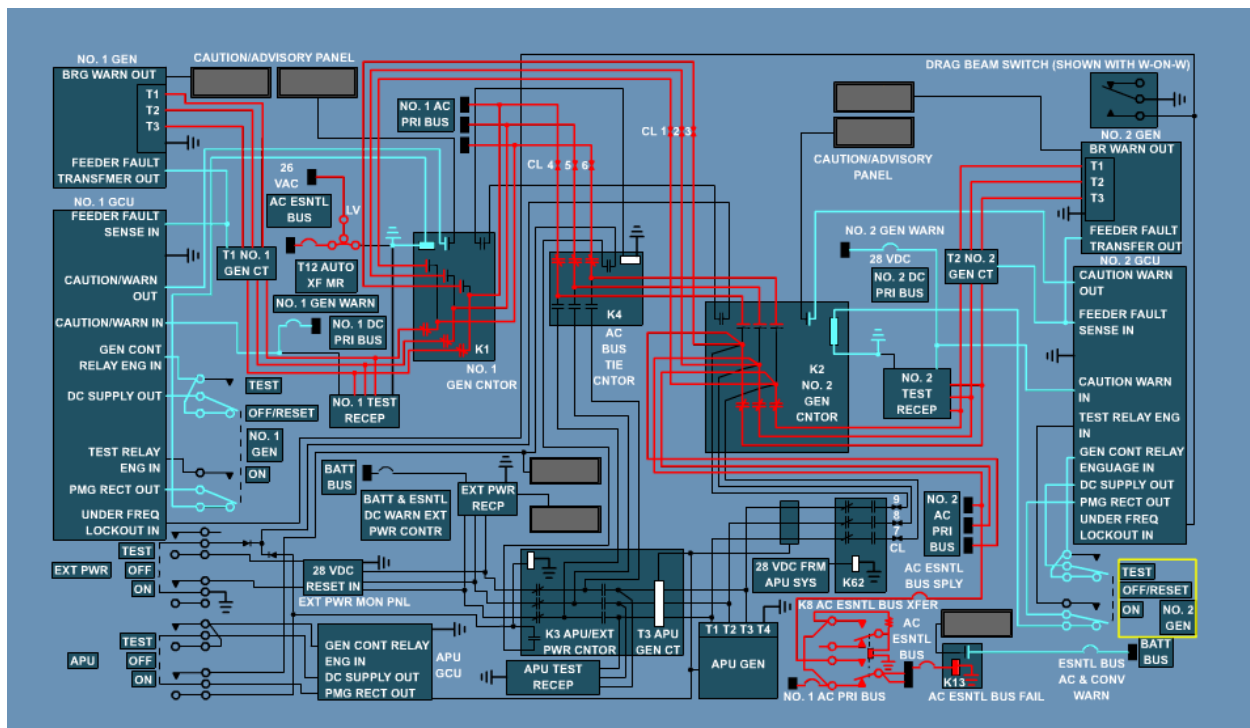 NO. 1 GEN
BRG WARN OUT
T1
T2
T3
FEEDER FAULT
TRANSFMER OUT
NO. 1 GCU
FEEDER FAULT
SENSE IN
CAUTION/WARN
OUT
CAUTION/WARN IN
GEN CONT
RELAY ENG IN
DC SUPPLY OUT
TEST RELAY
ENG IN
PMG RECT OUT
UNDER FREQ
LOCKOUT IN
CAUTION/ADVISORY PANEL
T1 NO. 1
GEN CT
26
VAC
AC ESNTL
BUS
LV
T12 AUTO
XF MR
NO. 1 GEN WARN
NO. 1 DC
PRI BUS
NO. 1 TEST
RECEP
TEST
OFF/RESET
NO. 1
GEN
ON
NO. 1 AC
PRI BUS
K1
NO. 1
GEN CNTOR
CL 4 5 6
K4
AC
BUS
TIE
CNTOR
CL 1 2 3
K2
NO. 2
GEN
CNTOR
CAUTION/ADVISORY
PANEL
DRAG BEAM SWITCH (SHOWN WITH W-ON-W)
NO. 2 GEN
BR WARN OUT
T1
T2
T3
FEEDER FAULT
TRANSFER OUT
NO. 2 GCU
CAUTION WARN
OUT
FEEDER FAULT
SENSE IN
CAUTION WARN
IN
TEST RELAY ENG
IN
GEN CONT RELAY
ENGUAGE IN
DC SUPPLY OUT
PMG RECT OUT
UNDER FREQ
LOCKOUT IN
NO. 2 GEN WARN
28 VDC
NO. 2 DC
PRI BUS
T2 NO. 2
GEN CT
NO. 2
TEST
RECEP
TEST
OFF/RESET
ON
NO. 2
GEN
EXT PWR
TEST
OFF
ON
APU
TEST
OFF
ON
BATT
BUS
BATT & ESNTL
DC WARN EXT
PWR CONTR
EXT PWR
RECP
28 VDC
RESET IN
EXT PWR MON PNL
GEN CONT RELAY
ENG IN
DC SUPPLY OUT
PMG RECT OUT
APU
GCU
K3 APU/EXT
PWR CNTOR
T3 APU
GEN CT
APU TEST
RECEP
T1 T2 T3 T4
APU GEN
28 VDC FRM
APU SYS
K62
9
8
7
CL
NO. 2
AC
PRI
BUS
AC ESNTL
BUS SPLY
K8 AC ESNTL BUS XFER
AC
ESNTL
BUS
NO. 1 AC PRI BUS
K13
AC ESNTL BUS FAIL
ESNTL BUS
AC & CONV
WARN
BATT
BUS